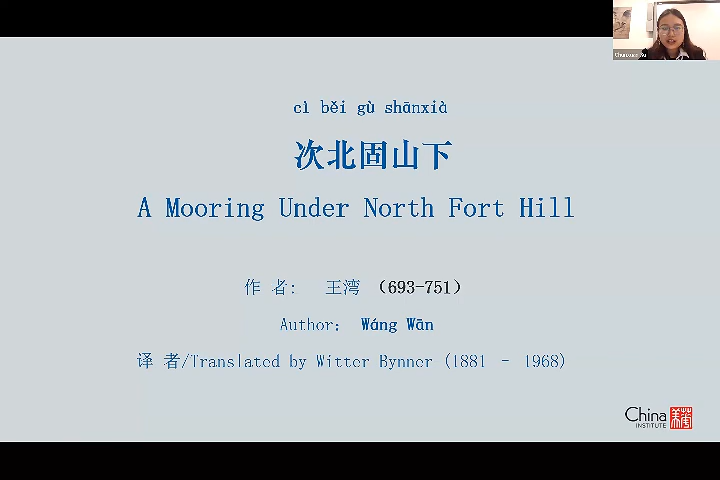 cì běi gù shānxià
次北固山下
A Mooring Under North Fort Hill
作 者: 王湾 （693-751）
Author： Wáng Wān
译 者/Translated by Witter Bynner (1881 – 1968)
China
INSTITUTE